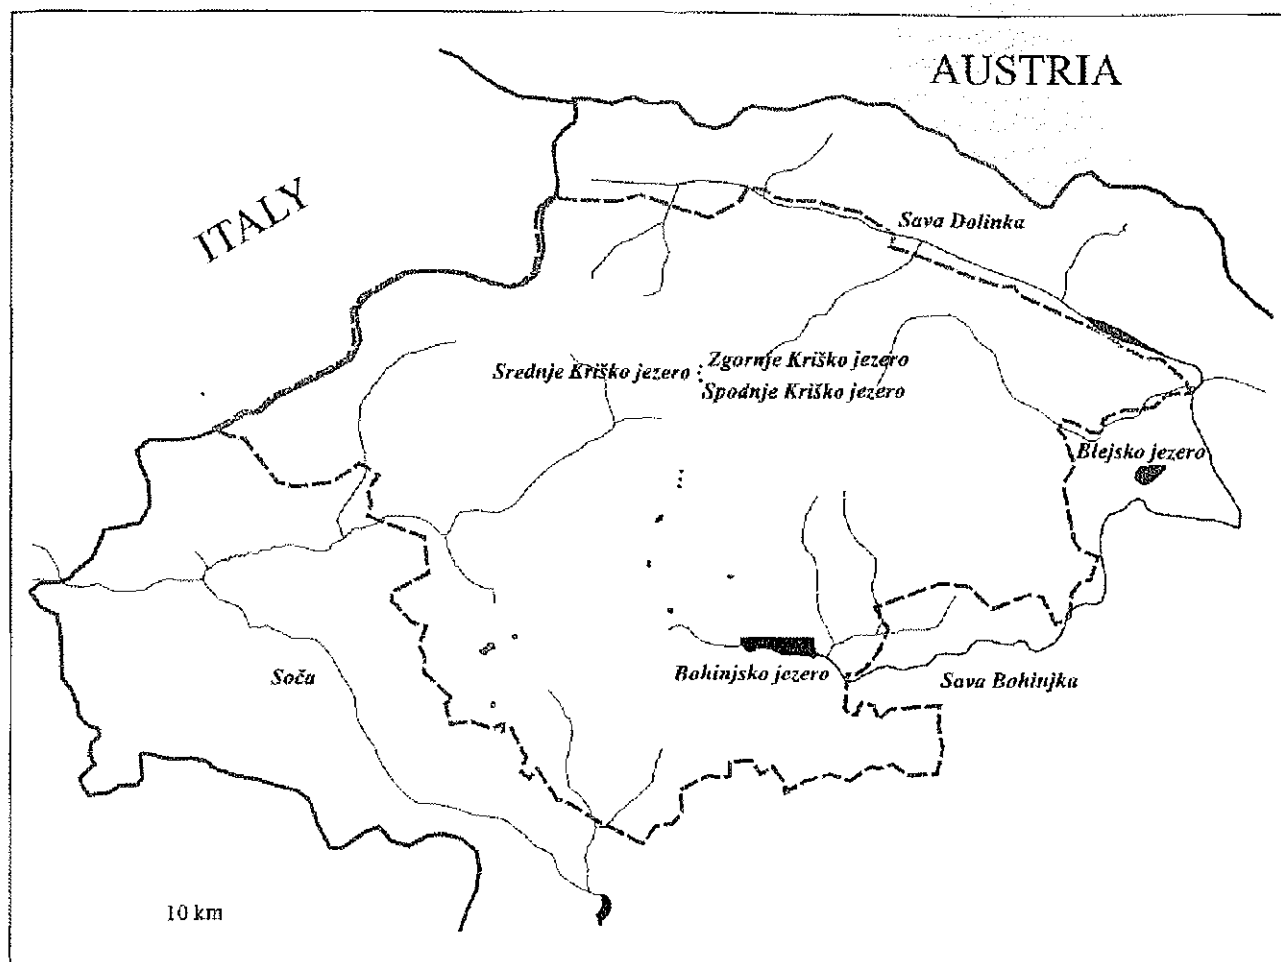 AUSTRIA
ITALY
Sava Dolinka
Srednje Kriško jezero
Zgornje Kriško jezero
Spodnje Kriško jezero
Blejsko jezero
Soča
Bohinjsko jezero
Sava Bohinjka
10 km